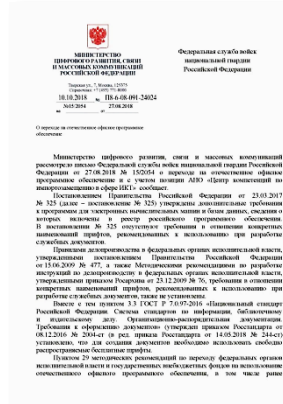 МИНИСТЕРСТВО
ЦИФРОВОГО РАЗВИТИЯ, СВЯЗИ
И МАССОВЫХ КОММУНИКАЦИЙ
РОССИЙСКОЙ ФЕДЕРАЦИИ
Федеральная служба войск
национальной гвардии
Российской Федерации
10.10.2018 № П8-6-08-091-24024
на № 15/2054 от 27.08.2018
О переходе на отечественное офисное программное
обеспечение
Министерство цифрового развития, связи и массовых коммуникаций
рассмотрело письмо Федеральной службы войск национальной гвардии Российской
Федерации от 27.08.2018 № 15/2054 о переходе на отечественное офисное
программное обеспечение и с учетом позиции АНО «Центр компетенций по
импортозамещению в сфере ИКТ» сообщает.
Постановлением Правительства Российской Федерации от 23.03.2017
№ 325 (далее – постановление № 325) утверждены дополнительные требования
к программам для электронных вычислительных машин и базам данных, сведения о
которых включены в реестр российского программного обеспечения.
В постановлении № 325 отсутствуют требования в отношении конкретных
наименований шрифтов, рекомендованных к использованию при разработке
служебных документов.
Правилами делопроизводства в федеральных органах исполнительной власти,
утвержденными постановлением Правительства Российской Федерации
от 15.06.2009 № 477, а также Методическими рекомендациями по разработке
инструкций по делопроизводству в федеральных органах исполнительной власти,
утвержденными приказом Росархива от 23.12.2009 № 76, требования в отношении
конкретных наименований шрифтов, рекомендованных к использованию при
разработке служебных документов, также не установлены.
Вместе с тем пунктом 3.3 ГОСТ Р 7.0.97-2016 «Национальный стандарт
Российской Федерации. Система стандартов по информации, библиотечному
и издательскому делу. Организационно-распорядительная документация.
Требования к оформлению документов» (утвержден приказом Росстандарта от
08.12.2016 № 2004-ст (в ред. приказа Росстандарта от 14.05.2018 № 244-ст)
установлено, что для создания документов необходимо использовать свободно
распространяемые бесплатные шрифты.
Пунктом 29 методических рекомендаций по переходу федеральных органов
исполнительной власти и государственных внебюджетных фондов на использование
отечественного офисного программного обеспечения, в том числе ранее